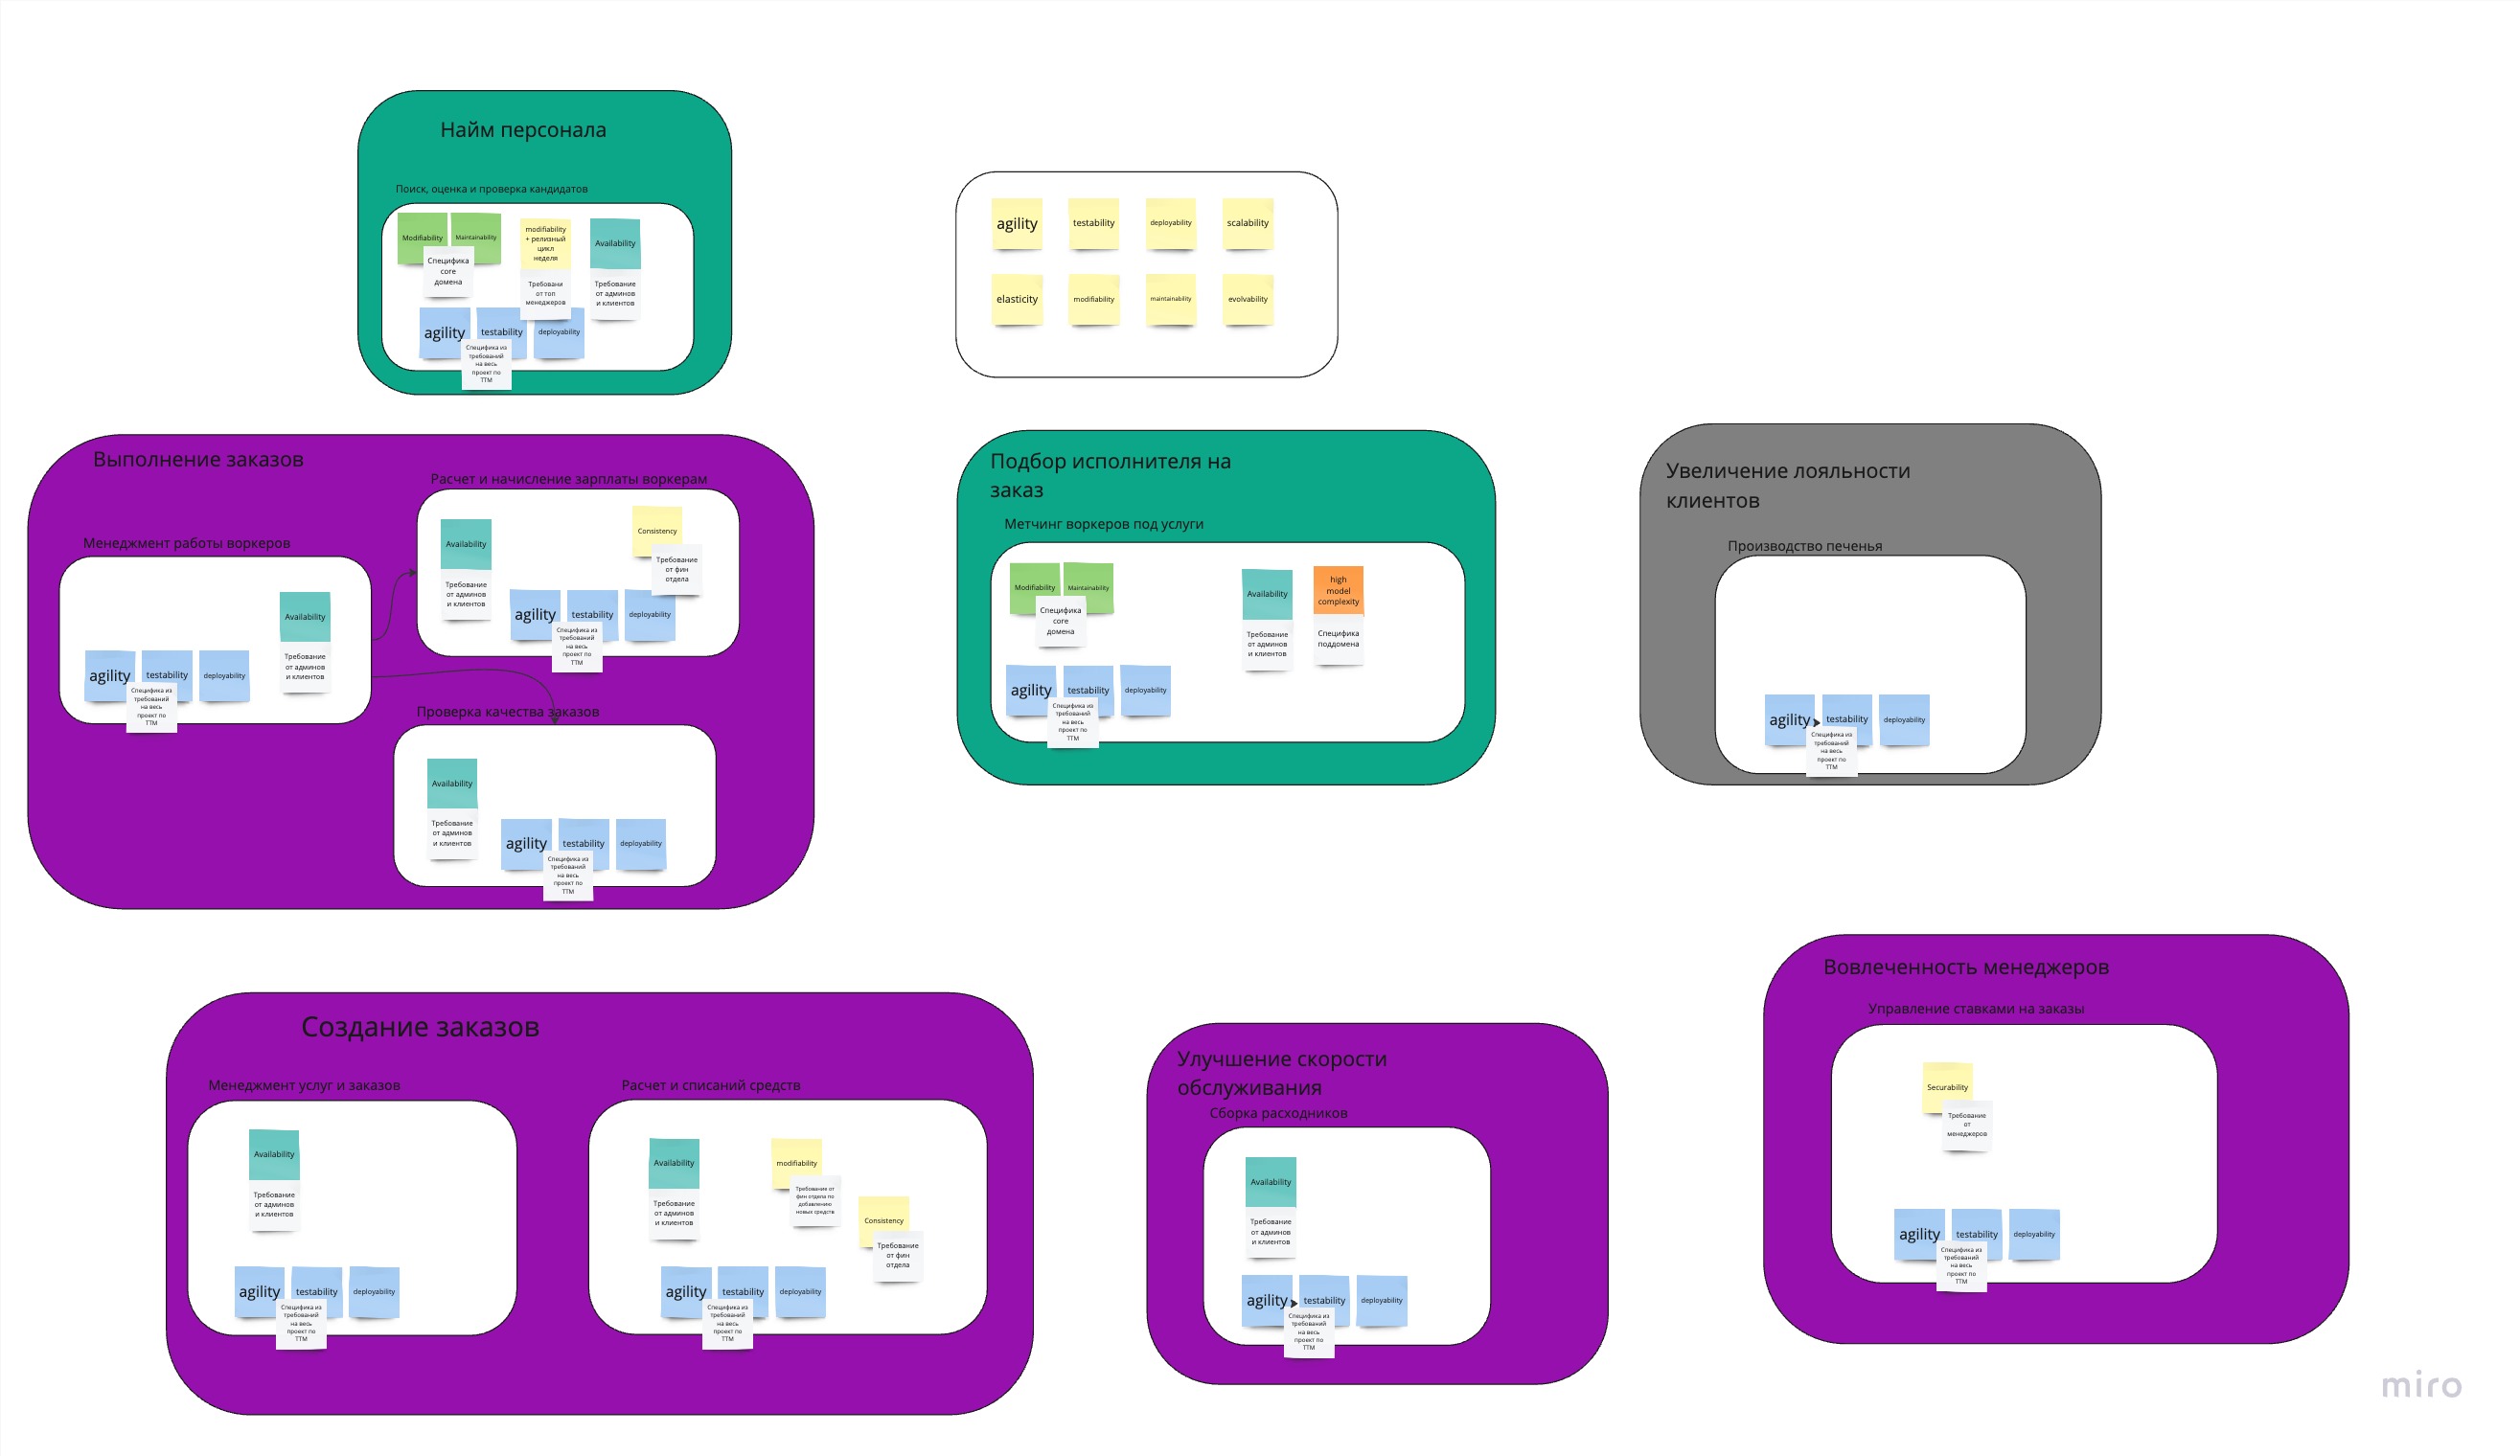 Найм персонала
Поиск, оценка и проверка кандидатов
Modifiability
Maintainability
Специфика
core
домена
modifiability
+ релизный
цикл
неделя
Требовани
от топ
менеджеров
Availability
Требование
от админов
и клиентов
agility
testability
deployability
Специфика из
требований
на весь
проект по
ТТМ
agility
testability
deployability
scalability
elasticity
modifiability
maintainability
evolvability
Выполнение заказов
Менеджмент работы воркеров
Availability
Требование
от админов
и клиентов
agility
testability
deployability
Специфика из
требований
на весь
проект по
ТТМ
Расчет и начисление зарплаты воркерам
Availability
Требование
от админов
и клиентов
Consistency
Требование
от фин
отдела
agility
testability
deployability
Специфика из
требований
на весь
проект по
ТТМ
Проверка качества заказов
Availability
Требование
от админов
и клиентов
agility
testability
deployability
Специфика из
требований
на весь
проект по
ТТМ
Подбор исполнителя на
заказ
Метчинг воркеров под услуги
Modifiability
Maintainability
Специфика
core
домена
Availability
Требование
от админов
и клиентов
high
model
complexity
Специфика
поддомена
agility
testability
deployability
Специфика из
требований
на весь
проект по
ТТМ
Увеличение лояльности
клиентов
Производство печенья
agility
testability
deployability
Специфика из
требований
на весь
проект по
ТТМ
Создание заказов
Менеджмент услуг и заказов
Availability
Требование
от админов
и клиентов
agility
testability
deployability
Специфика из
требований
на весь
проект по
ТТМ
Расчет и списаний средств
Availability
Требование
от админов
и клиентов
modifiability
Требование от
фин отдела по
добавлению
новых средств
Consistency
Требование
от фин
отдела
agility
testability
deployability
Специфика из
требований
на весь
проект по
ТТМ
Улучшение скорости
обслуживания
Сборка расходников
Availability
Требование
от админов
и клиентов
agility
testability
deployability
Специфика из
требований
на весь
проект по
ТТМ
Вовлеченность менеджеров
Управление ставками на заказы
Securability
Требование
от
менеджеров
agility
testability
deployability
Специфика из
требований
на весь
проект по
ТТМ
miro